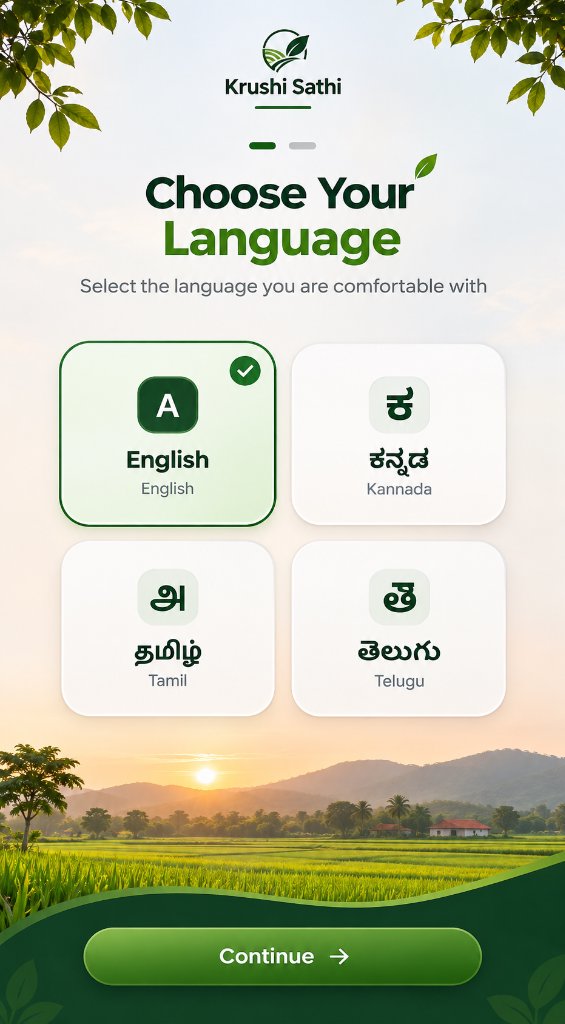 Krushi Sathi
Choose Your
Language
Select the language you are comfortable with
A
English
English
ಕ
ಕನ್ನಡ
Kannada
அ
தமிழ்
Tamil
తె
తెలుగు
Telugu
Continue →